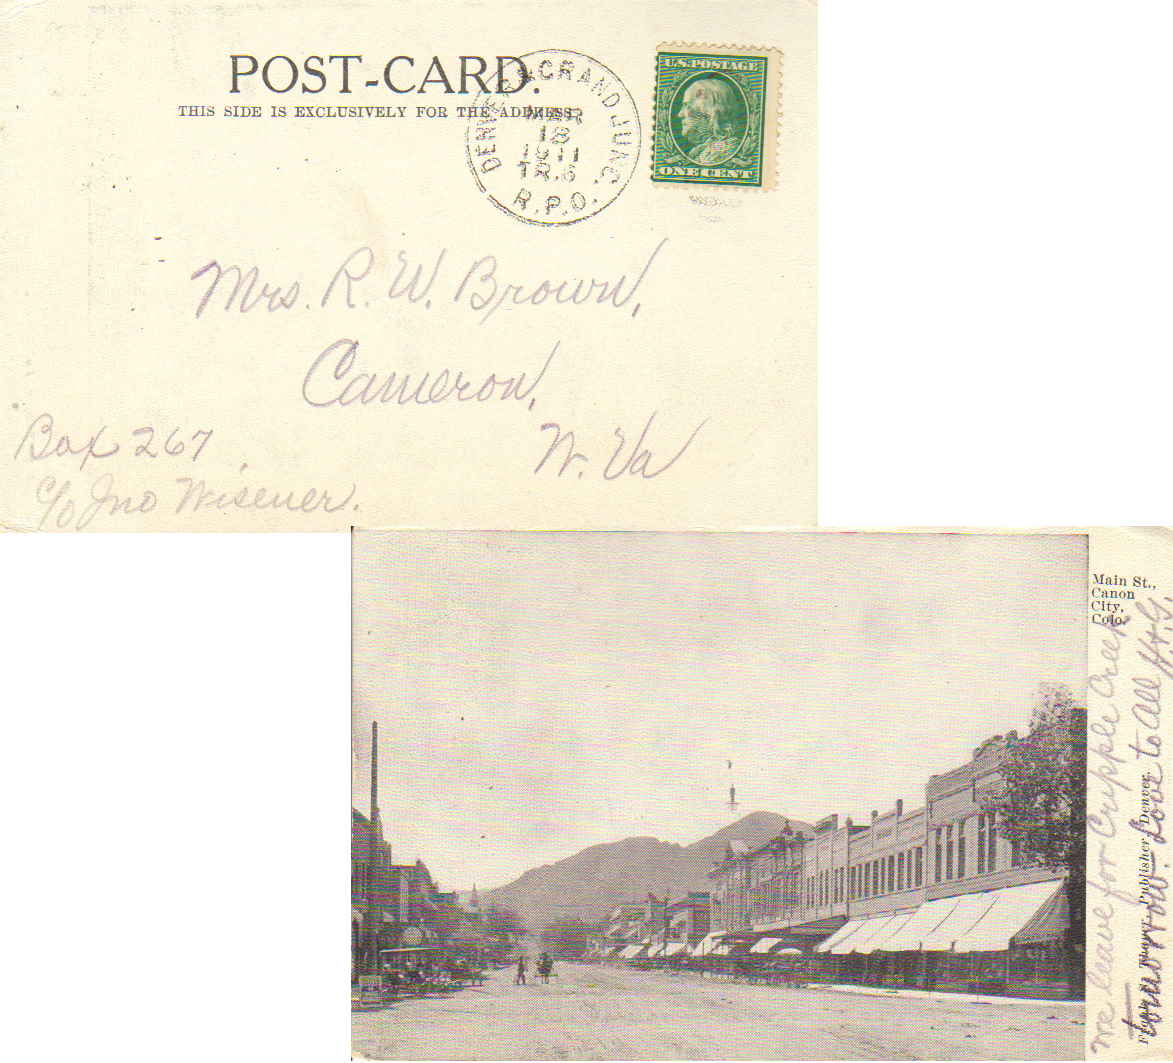 POST-CARD.
THIS SIDE IS EXCLUSIVELY FOR THE ADDRESS.
DENVER & GRAND JUNC.
MAR
18
1911
R.P.O.
U.S. POSTAGE
ONE CENT
Mrs. R. W. Brown,
Cameron,
W. Va
Box 267
c/o Jno Wisener.
Main St.,
Canon
City,
Colo.
we leave for Cripple Creek
tomorrow. Love to All
Publisher, Denver.